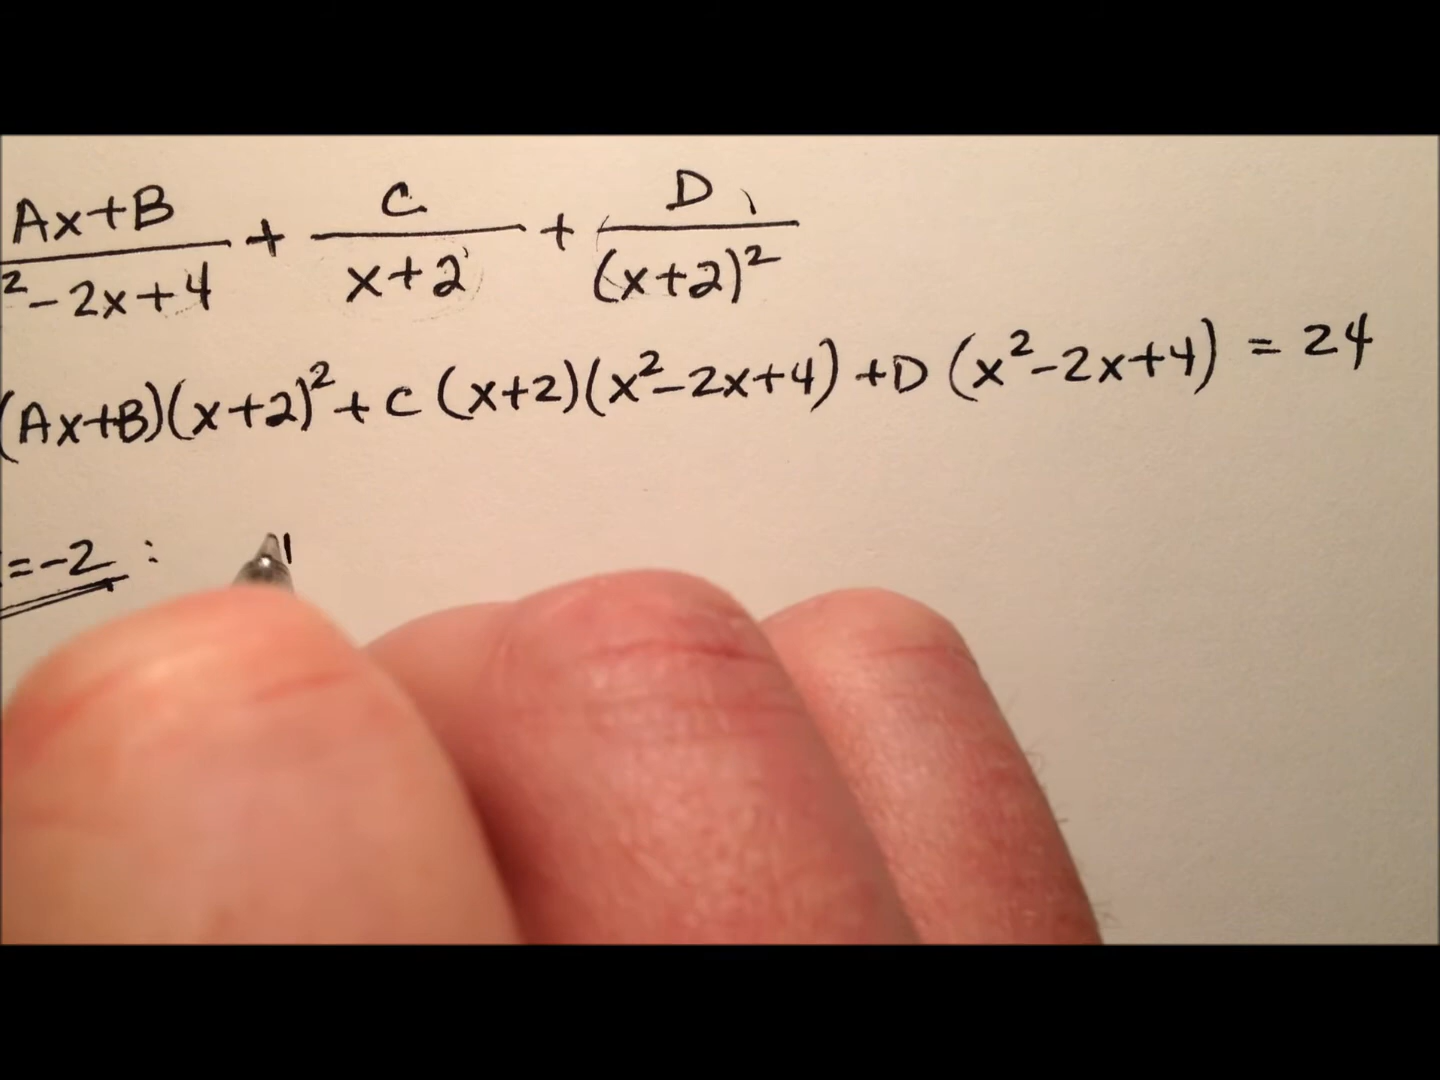 Ax+B / ²-2x+4 + C / x+2 + D / (x+2)²
(Ax+B)(x+2)² + C(x+2)(x²-2x+4) + D(x²-2x+4) = 24
=-2 :